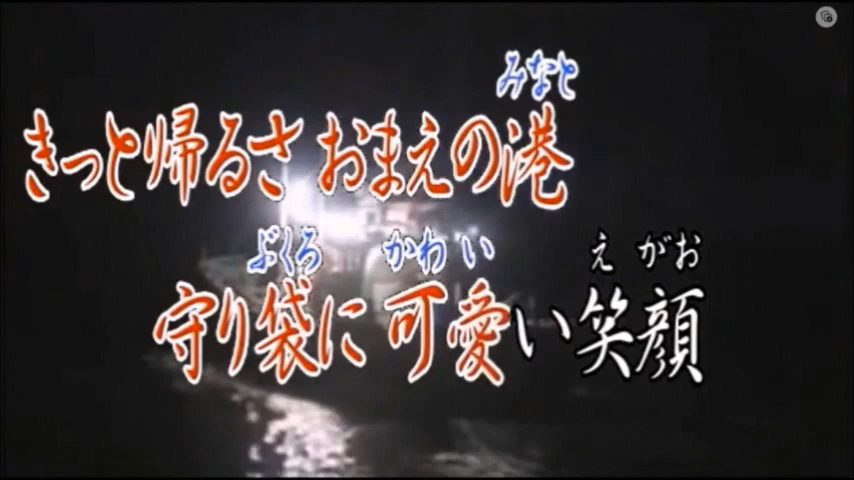 みなと
きっと帰るさ おまえの港
ぶくろ かわい えがお
守り袋に 可愛い笑顔